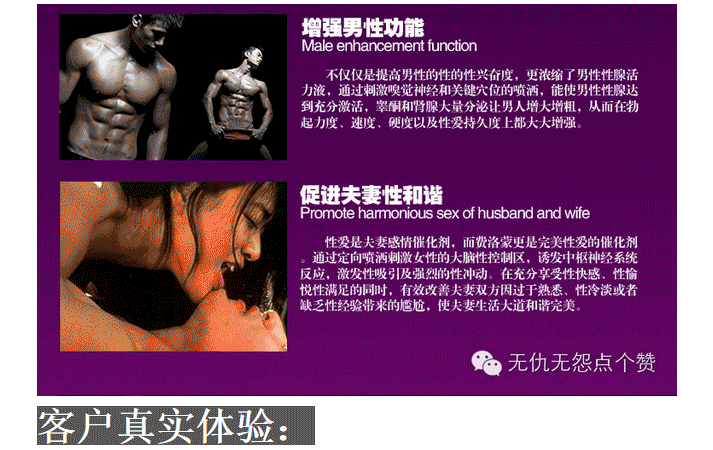 增强男性功能
Male enhancement function
不仅仅是提高男性的性的性兴奋度，更浓缩了男性性腺活
力液，通过刺激嗅觉神经和关键穴位的喷洒，能使男性性腺达
到充分激活，睾酮和肾腺大量分泌让男人增大增粗，从而在勃
起力度、速度、硬度以及性爱持久度上都大大增强。
促进夫妻性和谐
Promote harmonious sex of husband and wife
性爱是夫妻感情催化剂，而费洛蒙更是完美性爱的催化剂
。通过定向喷洒刺激女性的大脑性控制区，诱发中枢神经系统
反应，激发性吸引及强烈的性冲动。在充分享受性快感、性愉
悦性满足的同时，有效改善夫妻双方因过于熟悉、性冷淡或者
缺乏性经验带来的尴尬，使夫妻生活大道和谐完美。
无仇无怨点个赞
客户真实体验：